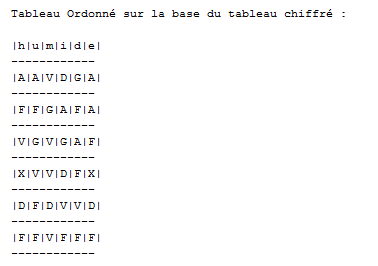 Tableau Ordonné sur la base du tableau chiffré :
|h|u|m|i|d|e|
------------
|A|A|V|D|G|A|
------------
|F|F|G|A|F|A|
------------
|V|G|V|G|A|F|
------------
|X|V|V|D|F|X|
------------
|D|F|D|V|V|D|
------------
|F|F|V|F|F|F|
------------